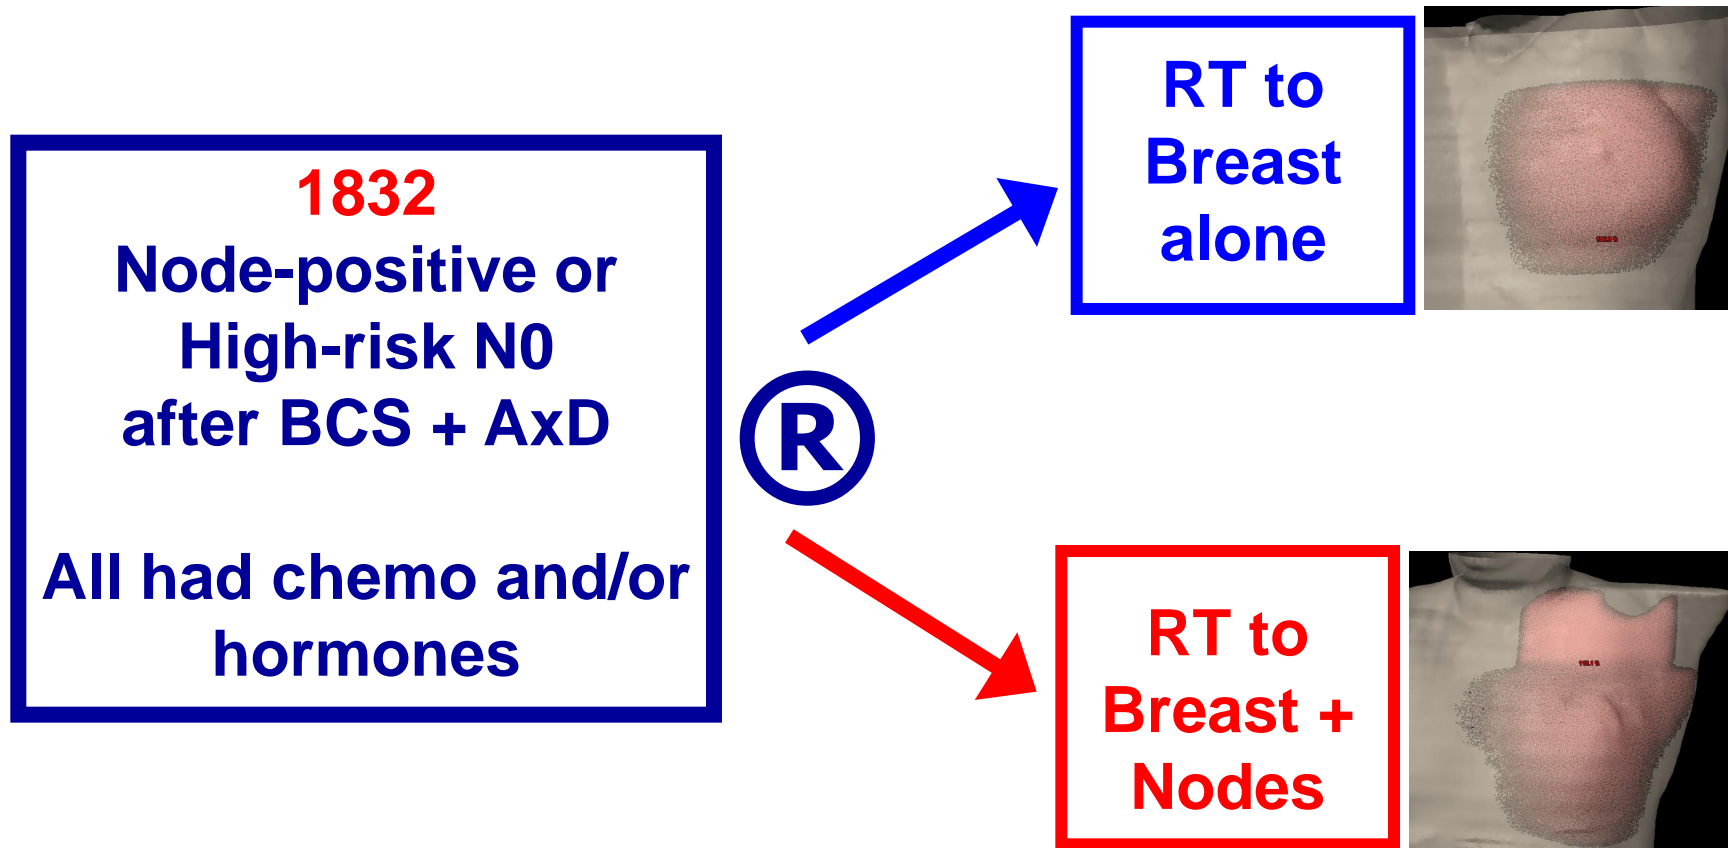 1832
Node-positive or
High-risk N0
after BCS + AxD
All had chemo and/or
hormones
R
RT to
Breast
alone
RT to
Breast +
Nodes